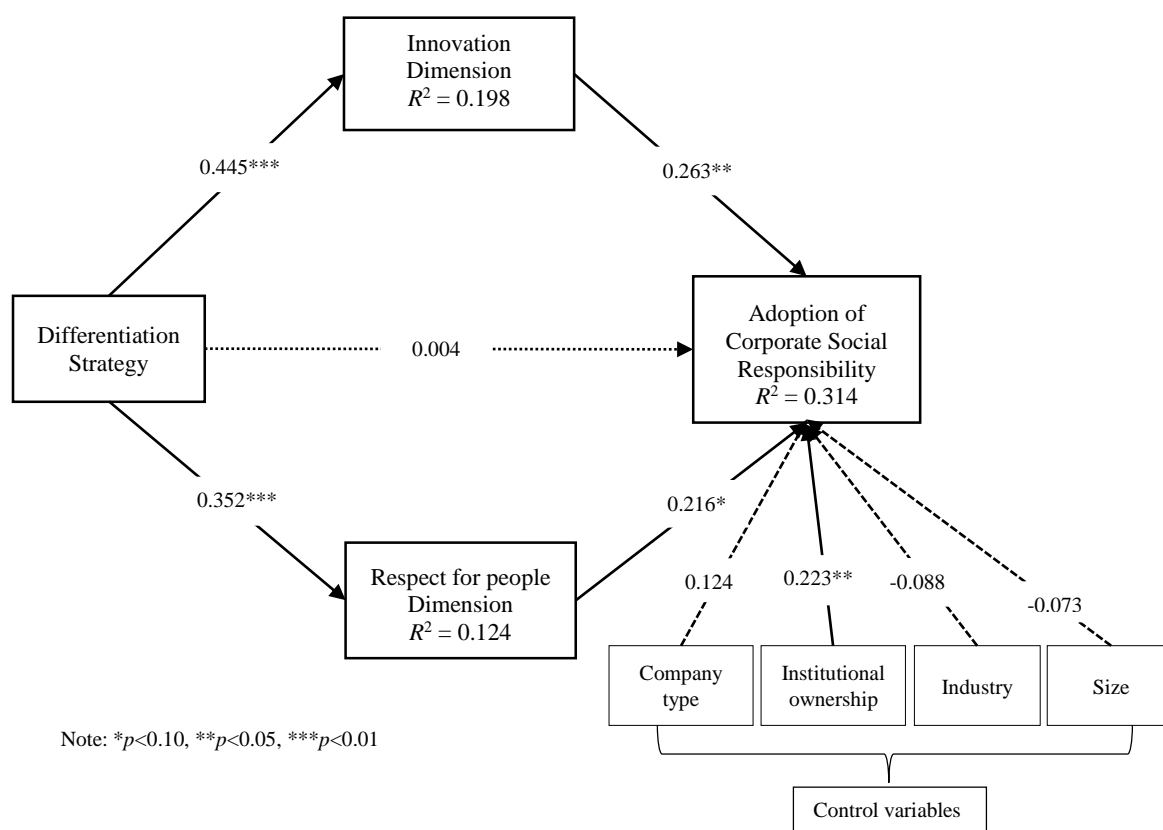 Innovation
Dimension
R² = 0.198
0.445***
0.263**
Differentiation
Strategy
0.004
Adoption of
Corporate Social
Responsibility
R² = 0.314
0.352***
0.216*
Respect for people
Dimension
R² = 0.124
0.124
0.223**
-0.088
-0.073
Company
type
Institutional
ownership
Industry
Size
Note: *p<0.10, **p<0.05, ***p<0.01
Control variables